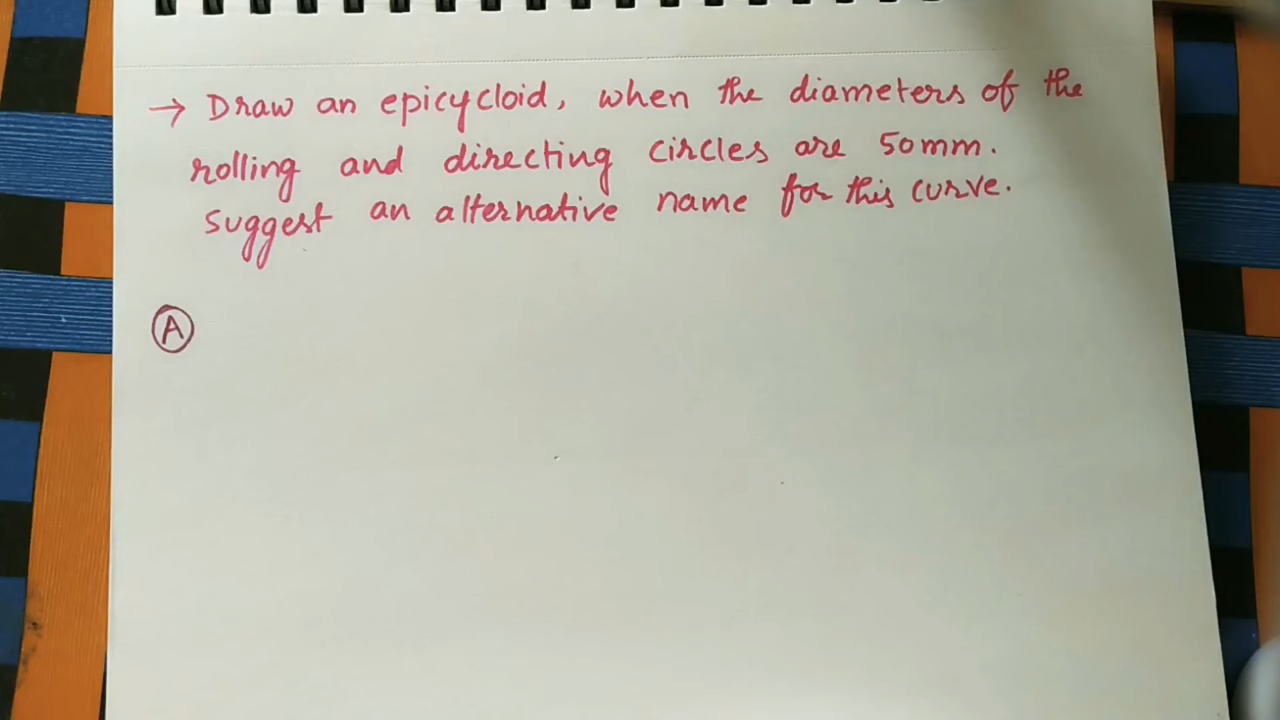 → Draw an epicycloid, when the diameters of the
rolling and directing circles are 50mm.
Suggest an alternative name for this curve.
A